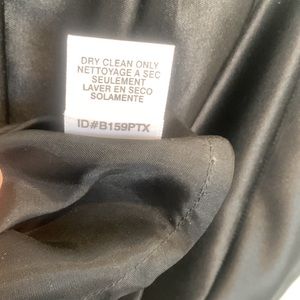 DRY CLEAN ONLY
NETTOYAGE A SEC
SEULEMENT
LAVER EN SECO
SOLAMENTE
ID#B159PTX